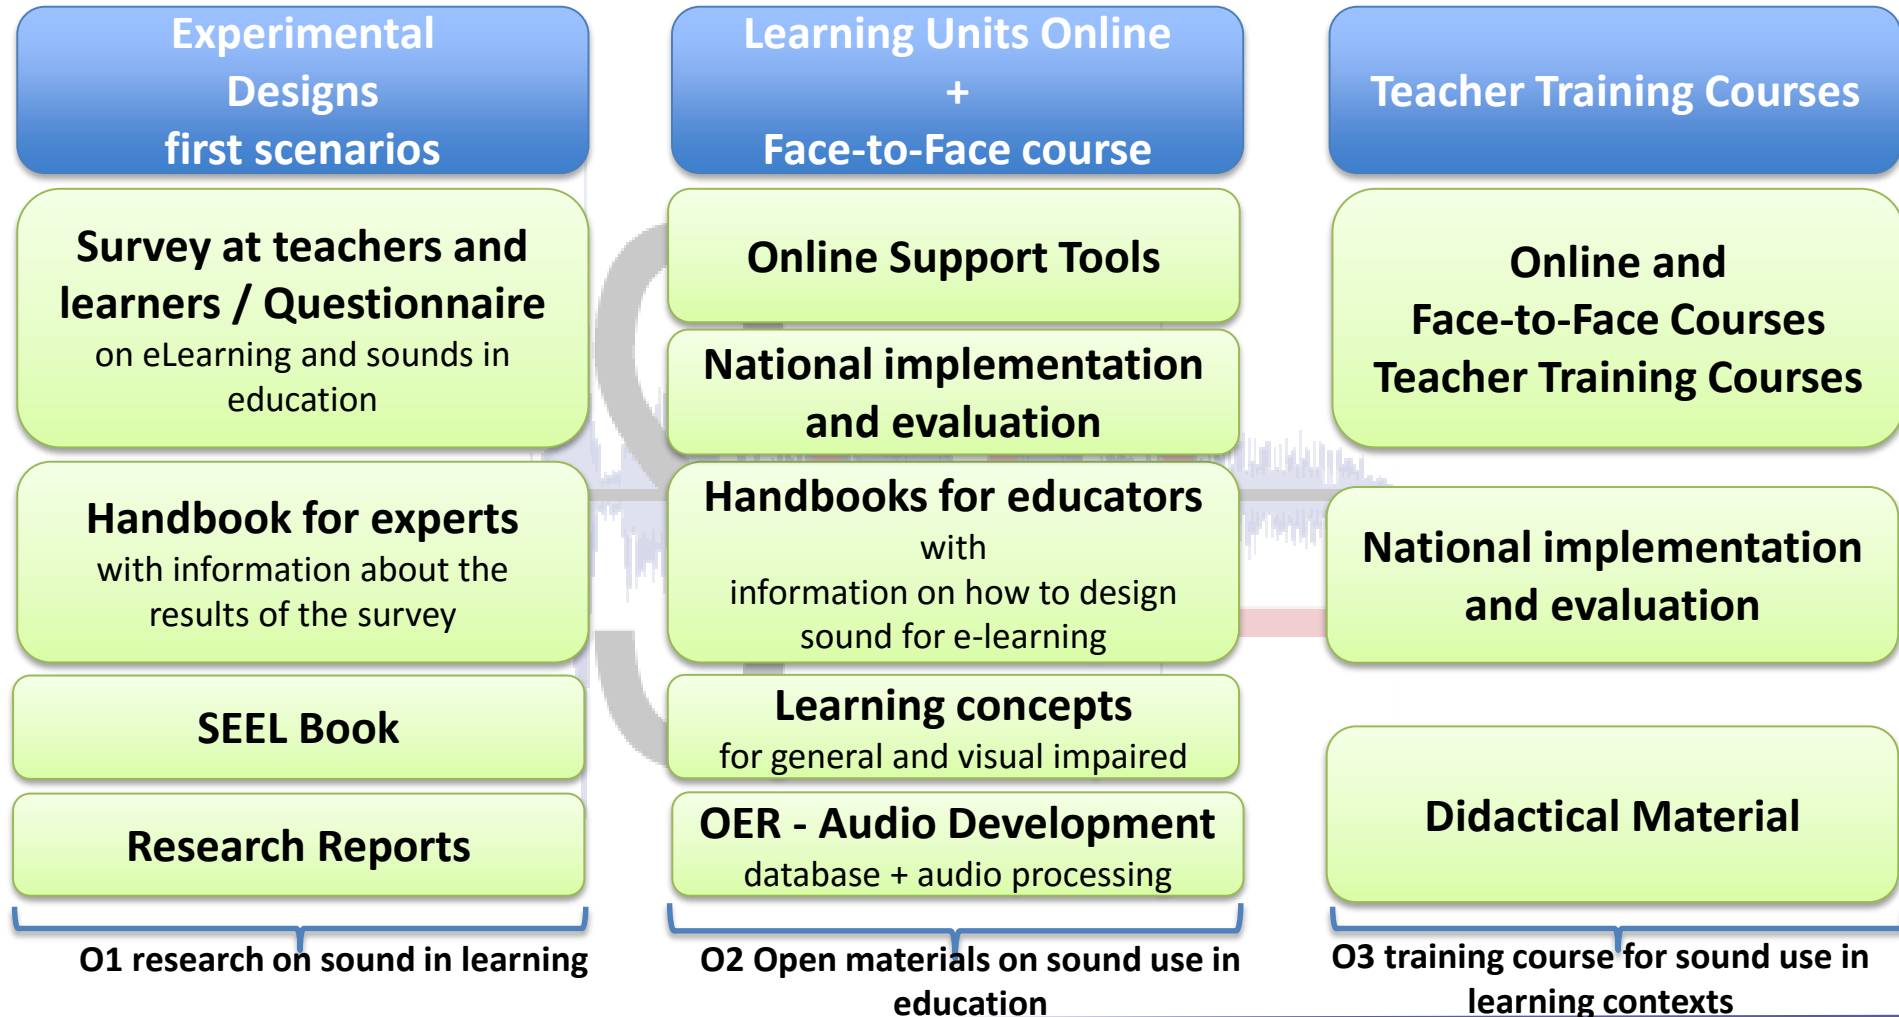 Experimental
Designs
first scenarios
Survey at teachers and
learners / Questionnaire
on eLearning and sounds in
education
Handbook for experts
with information about the
results of the survey
SEEL Book
Research Reports
O1 research on sound in learning
Learning Units Online
+
Face-to-Face course
Online Support Tools
National implementation
and evaluation
Handbooks for educators
with
information on how to design
sound for e-learning
Learning concepts
for general and visual impaired
OER - Audio Development
database + audio processing
O2 Open materials on sound use in
education
Teacher Training Courses
Online and
Face-to-Face Courses
Teacher Training Courses
National implementation
and evaluation
Didactical Material
O3 training course for sound use in
learning contexts